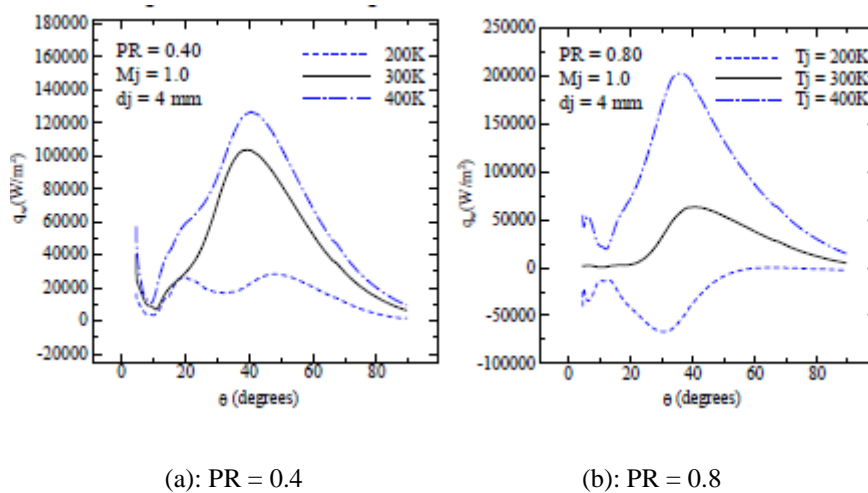 180000
160000
140000
120000
100000
80000
60000
40000
20000
0
-20000
q_w(W/m²)
PR = 0.40
Mj = 1.0
dj = 4 mm
200K
300K
400K
0 20 40 60 80
θ (degrees)
250000
200000
150000
100000
50000
0
-50000
-100000
q_w(W/m²)
PR = 0.80
Mj = 1.0
dj = 4 mm
Tj = 200K
Tj = 300K
Tj = 400K
0 20 40 60 80
θ (degrees)
(a): PR = 0.4
(b): PR = 0.8